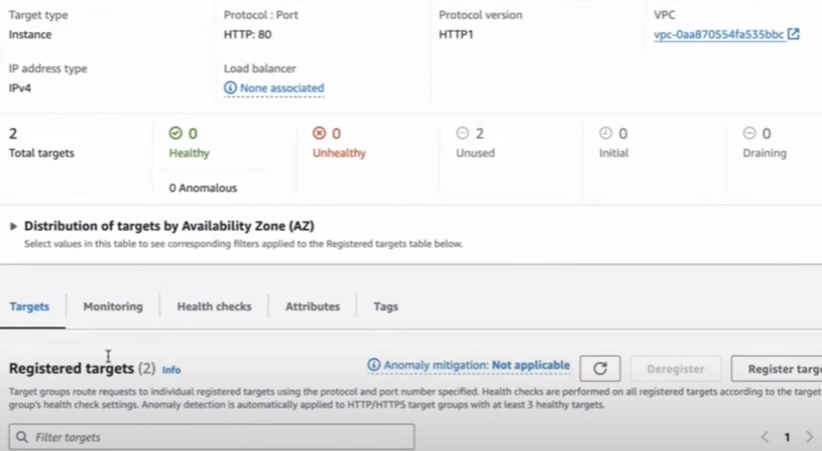 Target type
Instance
Protocol : Port
HTTP: 80
Protocol version
HTTP1
VPC
vpc-0aa870554fa535bbc
IP address type
IPv4
Load balancer
None associated
2
Total targets
0
Healthy
0 Anomalous
0
Unhealthy
2
Unused
0
Initial
0
Draining
Distribution of targets by Availability Zone (AZ)
Select values in this table to see corresponding filters applied to the Registered targets table below.
Targets
Monitoring
Health checks
Attributes
Tags
Registered targets (2) Info
Anomaly mitigation: Not applicable
Deregister
Register targe
Target groups route requests to individual registered targets using the protocol and port number specified. Health checks are performed on all registered targets according to the target
group's health check settings. Anomaly detection is automatically applied to HTTP/HTTPS target groups with at least 3 healthy targets.
Filter targets
1